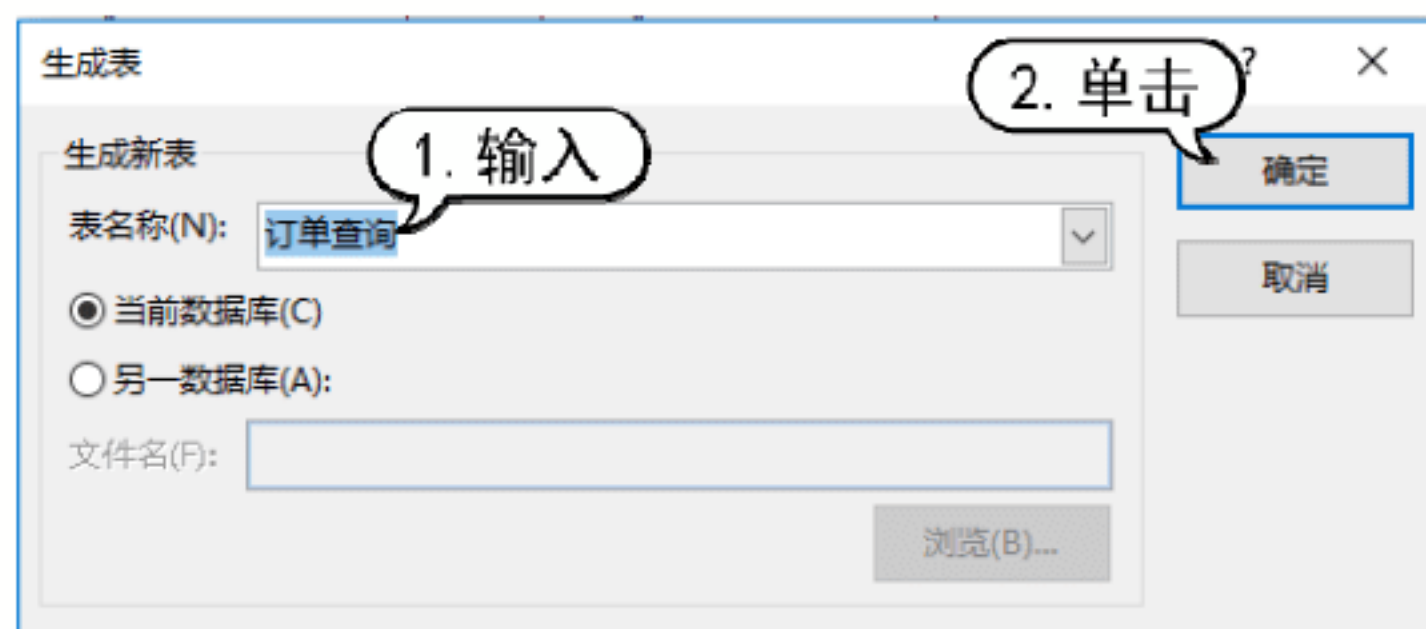 生成表
?
2. 单击
1. 输入
生成新表
确定
表名称(N):
订单查询
取消
当前数据库(C)
另一数据库(A):
文件名(F):
浏览(B)...